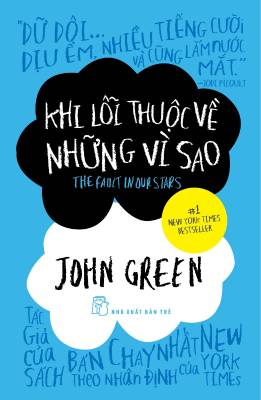 "DỮ DỘI...
DỊU ÊM, NHIỀU TIẾNG CƯỜI
VÀ CŨNG LẮM NƯỚC
MẮT."
-JODI PICOULT
KHI LỖI THUỘC VỀ
NHỮNG VÌ SAO
THE FAULT IN OUR STARS
#1
NEW YORK TIMES
BESTSELLER
JOHN GREEN
NHÀ XUẤT BẢN TRẺ
TÁC
GIẢ
CỦA
SÁCH
BÁN CHẠY NHẤT
THEO NHẬN ĐỊNH CỦA
NEW
YORK
TIMES